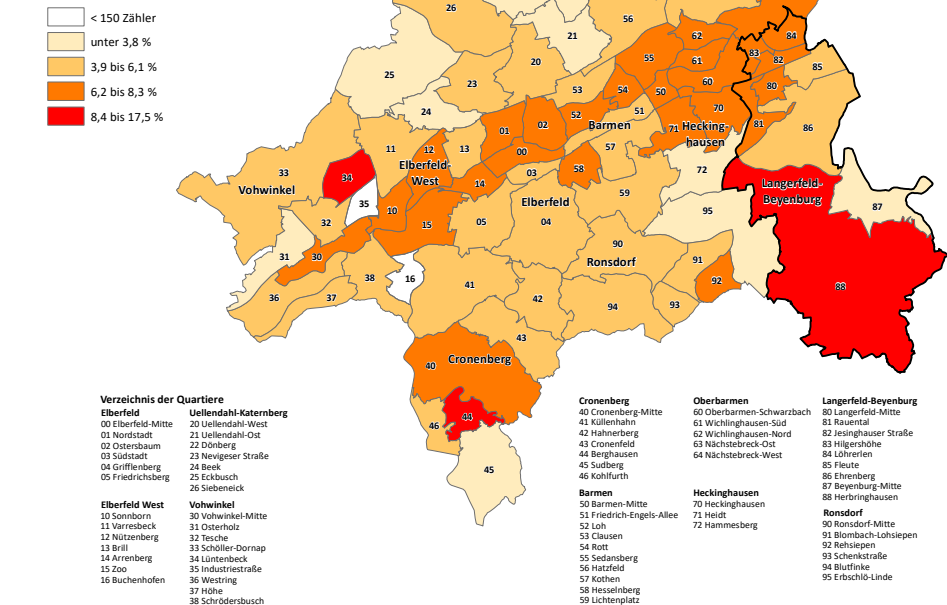 < 150 Zähler
unter 3,8 %
3,9 bis 6,1 %
6,2 bis 8,3 %
8,4 bis 17,5 %
26
56
21
20
25
23
24
53
55
62
61
60
54
50
52
51
Barmen
70
71
Hecking-
hausen
84
83
82
85
80
81
86
01
02
00
03
13
12
11
Elberfeld-
West
14
58
57
59
72
33
Vohwinkel
34
35
10
15
05
Elberfeld
04
95
Langerfeld-
Beyenburg
87
32
31
30
36
37
38
16
41
42
90
Ronsdorf
91
92
93
94
88
43
40
Cronenberg
44
46
45
Verzeichnis der Quartiere
Elberfeld
00 Elberfeld-Mitte
01 Nordstadt
02 Ostersbaum
03 Südstadt
04 Grifflenberg
05 Friedrichsberg
Elberfeld West
10 Sonnborn
11 Varresbeck
12 Nützenberg
13 Brill
14 Arrenberg
15 Zoo
16 Buchenhofen
Uellendahl-Katernberg
20 Uellendahl-West
21 Uellendahl-Ost
22 Dönberg
23 Nevigeser Straße
24 Beek
25 Eckbusch
26 Siebeneick
Vohwinkel
30 Vohwinkel-Mitte
31 Osterholz
32 Tesche
33 Schöller-Dornap
34 Lüntenbeck
35 Industriestraße
36 Westring
37 Höhe
38 Schrödersbusch
Cronenberg
40 Cronenberg-Mitte
41 Küllenhahn
42 Hahnerberg
43 Cronenfeld
44 Berghausen
45 Sudberg
46 Kohlfurth
Barmen
50 Barmen-Mitte
51 Friedrich-Engels-Allee
52 Loh
53 Clausen
54 Rott
55 Sedansberg
56 Hatzfeld
57 Kothen
58 Hesselnberg
59 Lichtenplatz
Oberbarmen
60 Oberbarmen-Schwarzbach
61 Wichlinghausen-Süd
62 Wichlinghausen-Nord
63 Nächstebreck-Ost
64 Nächstebreck-West
Heckinghausen
70 Heckinghausen
71 Heidt
72 Hammesberg
Langerfeld-Beyenburg
80 Langerfeld-Mitte
81 Rauental
82 Jesinghauser Straße
83 Hilgershöhe
84 Löhrerlen
85 Fleute
86 Ehrenberg
87 Beyenburg-Mitte
88 Herbringhausen
Ronsdorf
90 Ronsdorf-Mitte
91 Blombach-Lohsiepen
92 Rehsiepen
93 Schenkstraße
94 Blutfinke
95 Erbschlö-Linde